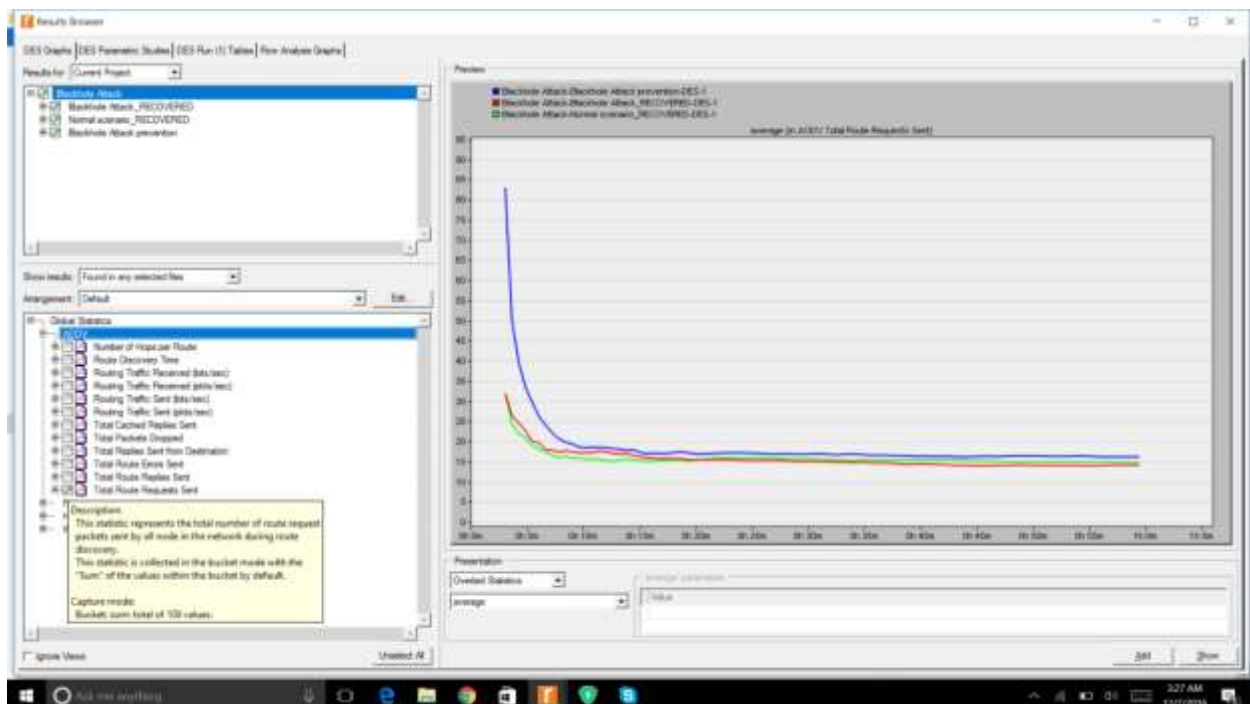 Results Browser
DES Graphs DES Parametric Studies DES Run (1) Tables Flow Analysis Graphs
Results for: Current Project
Blackhole Attack
Blackhole Attack_RECOVERED
Normal scenario_RECOVERED
Blackhole Attack prevention
Show results: Found in any selected files
Arrangement: Default Edit...
Global Statistics
AODV
Number of Hops per Route
Route Discovery Time
Routing Traffic Received (bits/sec)
Routing Traffic Received (pkts/sec)
Routing Traffic Sent (bits/sec)
Routing Traffic Sent (pkts/sec)
Total Cached Replies Sent
Total Packets Dropped
Total Replies Sent from Destination
Total Route Errors Sent
Total Route Replies Sent
Total Route Requests Sent
Description:
This statistic represents the total number of route request
packets sent by all node in the network during route
discovery.
This statistic is collected in the bucket mode with the
"Sum" of the values within the bucket by default.
Capture mode:
Bucket: sum: total of 100 values.
Ignore Views
Unselect All
Preview
Blackhole Attack-Blackhole Attack prevention-DES-1
Blackhole Attack-Blackhole Attack_RECOVERED-DES-1
Blackhole Attack-Normal scenario_RECOVERED-DES-1
average (in AODV.Total Route Requests Sent)
Presentation
Overlaid Statistics
average
Value
Add
Show
Ask me anything
3:27 AM